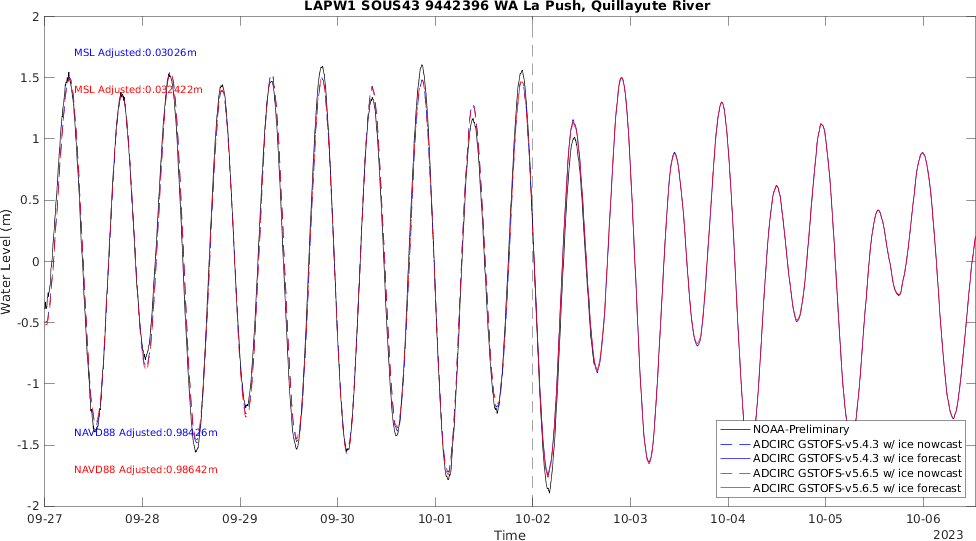 LAPW1 SOUS43 9442396 WA La Push, Quillayute River
2
1.5
1
0.5
0
-0.5
-1
-1.5
-2
Water Level (m)
MSL Adjusted:0.03026m
MSL Adjusted:0.032422m
NAVD88 Adjusted:0.98426m
NAVD88 Adjusted:0.98642m
NOAA-Preliminary
ADCIRC GSTOFS-v5.4.3 w/ ice nowcast
ADCIRC GSTOFS-v5.4.3 w/ ice forecast
ADCIRC GSTOFS-v5.6.5 w/ ice nowcast
ADCIRC GSTOFS-v5.6.5 w/ ice forecast
09-27 09-28 09-29 09-30 10-01 10-02 10-03 10-04 10-05 10-06
Time
2023